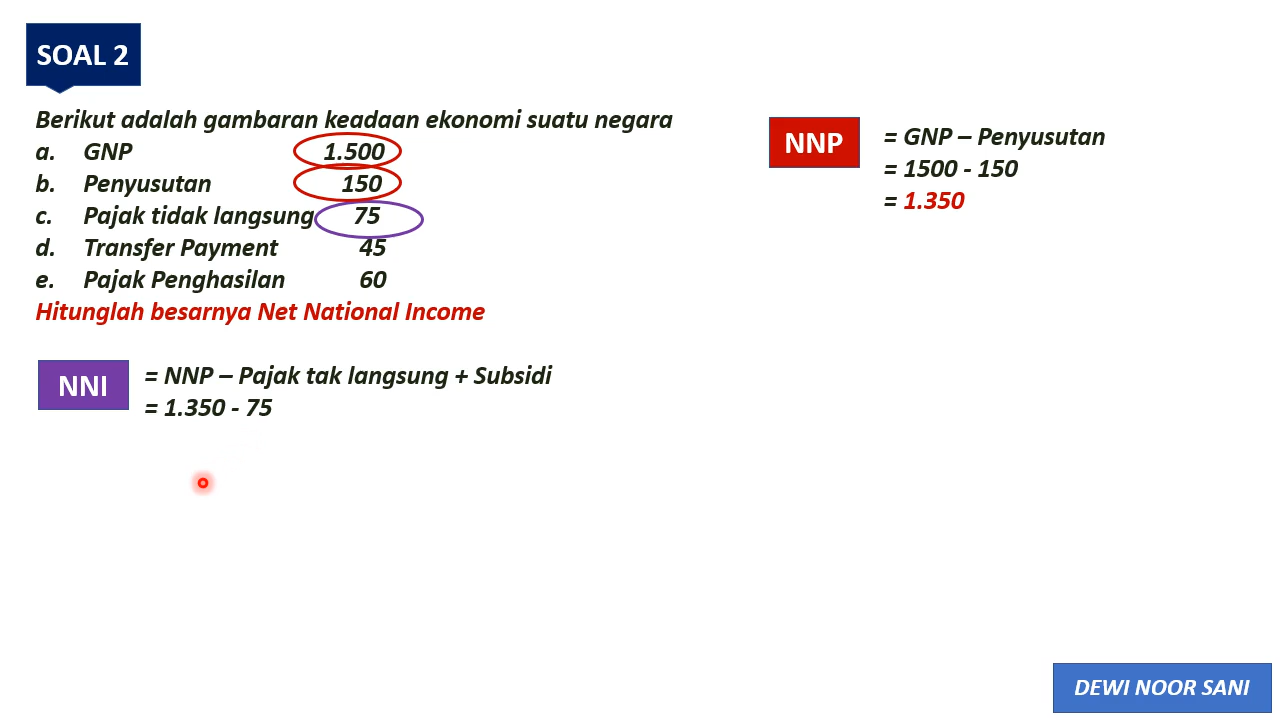 SOAL 2
Berikut adalah gambaran keadaan ekonomi suatu negara
a. GNP 1.500
b. Penyusutan 150
c. Pajak tidak langsung 75
d. Transfer Payment 45
e. Pajak Penghasilan 60
Hitunglah besarnya Net National Income
NNI = NNP – Pajak tak langsung + Subsidi
= 1.350 - 75
NNP = GNP – Penyusutan
= 1500 - 150
= 1.350
DEWI NOOR SANI